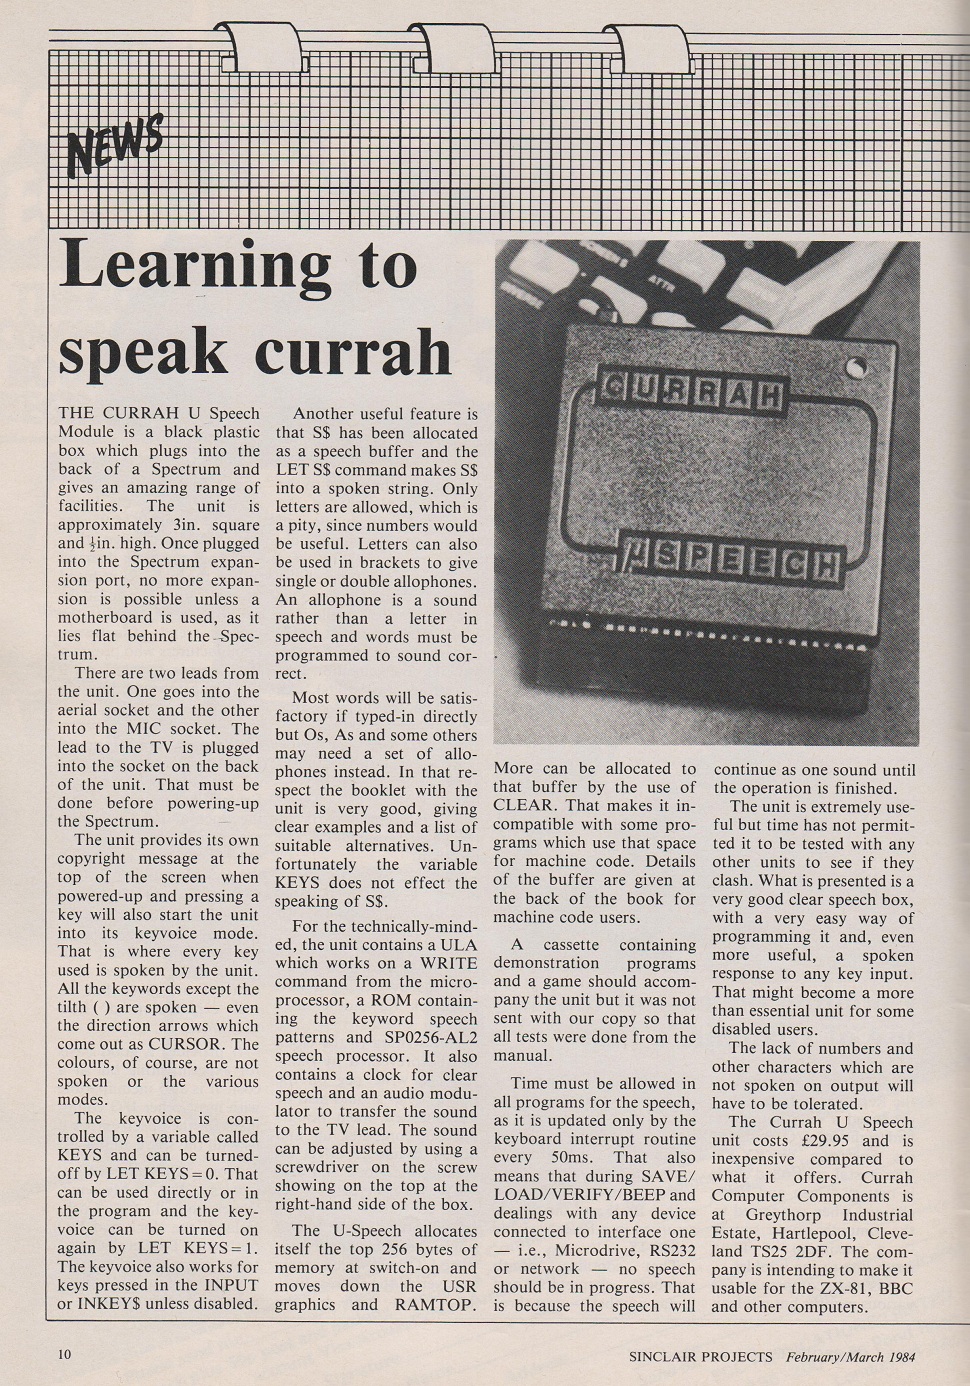 NEWS
Learning to
speak currah
THE CURRAH U Speech
Module is a black plastic
box which plugs into the
back of a Spectrum and
gives an amazing range of
facilities. The unit is
approximately 3in. square
and ½in. high. Once plugged
into the Spectrum expan-
sion port, no more expan-
sion is possible unless a
motherboard is used, as it
lies flat behind the Spec-
trum.
There are two leads from
the unit. One goes into the
aerial socket and the other
into the MIC socket. The
lead to the TV is plugged
into the socket on the back
of the unit. That must be
done before powering-up
the Spectrum.
The unit provides its own
copyright message at the
top of the screen when
powered-up and pressing a
key will also start the unit
into its keyvoice mode.
That is where every key
used is spoken by the unit.
All the keywords except the
tilth ( ) are spoken — even
the direction arrows which
come out as CURSOR. The
colours, of course, are not
spoken or the various
modes.
The keyvoice is con-
trolled by a variable called
KEYS and can be turned-
off by LET KEYS=0. That
can be used directly or in
the program and the key-
voice can be turned on
again by LET KEYS=1.
The keyvoice also works for
keys pressed in the INPUT
or INKEY$ unless disabled.
Another useful feature is
that S$ has been allocated
as a speech buffer and the
LET S$ command makes S$
into a spoken string. Only
letters are allowed, which is
a pity, since numbers would
be useful. Letters can also
be used in brackets to give
single or double allophones.
An allophone is a sound
rather than a letter in
speech and words must be
programmed to sound cor-
rect.
Most words will be satis-
factory if typed-in directly
but Os, As and some others
may need a set of allo-
phones instead. In that re-
spect the booklet with the
unit is very good, giving
clear examples and a list of
suitable alternatives. Un-
fortunately the variable
KEYS does not effect the
speaking of S$.
For the technically-mind-
ed, the unit contains a ULA
which works on a WRITE
command from the micro-
processor, a ROM contain-
ing the keyword speech
patterns and SP0256-AL2
speech processor. It also
contains a clock for clear
speech and an audio modu-
lator to transfer the sound
to the TV lead. The sound
can be adjusted by using a
screwdriver on the screw
showing on the top at the
right-hand side of the box.
The U-Speech allocates
itself the top 256 bytes of
memory at switch-on and
moves down the USR
graphics and RAMTOP.
CURRAH
µSPEECH
ATTR
More can be allocated to
that buffer by the use of
CLEAR. That makes it in-
compatible with some pro-
grams which use that space
for machine code. Details
of the buffer are given at
the back of the book for
machine code users.
A cassette containing
demonstration programs
and a game should accom-
pany the unit but it was not
sent with our copy so that
all tests were done from the
manual.
Time must be allowed in
all programs for the speech,
as it is updated only by the
keyboard interrupt routine
every 50ms. That also
means that during SAVE/
LOAD/VERIFY/BEEP and
dealings with any device
connected to interface one
— i.e., Microdrive, RS232
or network — no speech
should be in progress. That
is because the speech will
continue as one sound until
the operation is finished.
The unit is extremely use-
ful but time has not permit-
ted it to be tested with any
other units to see if they
clash. What is presented is a
very good clear speech box,
with a very easy way of
programming it and, even
more useful, a spoken
response to any key input.
That might become a more
than essential unit for some
disabled users.
The lack of numbers and
other characters which are
not spoken on output will
have to be tolerated.
The Currah U Speech
unit costs £29.95 and is
inexpensive compared to
what it offers. Currah
Computer Components is
at Greythorp Industrial
Estate, Hartlepool, Cleve-
land TS25 2DF. The com-
pany is intending to make it
usable for the ZX-81, BBC
and other computers.
10
SINCLAIR PROJECTS February/March 1984